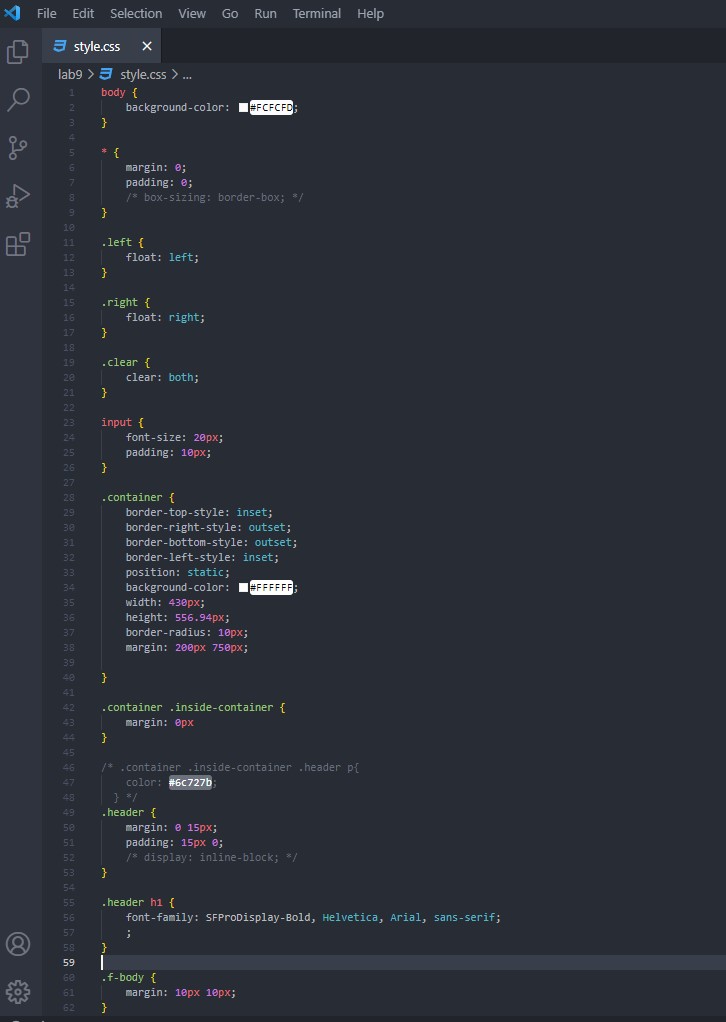 File Edit Selection View Go Run Terminal Help
style.css ×
lab9 > style.css > ...
1 body {
2 background-color: #FCFCFD;
3 }
4
5 * {
6 margin: 0;
7 padding: 0;
8 /* box-sizing: border-box; */
9 }
10
11 .left {
12 float: left;
13 }
14
15 .right {
16 float: right;
17 }
18
19 .clear {
20 clear: both;
21 }
22
23 input {
24 font-size: 20px;
25 padding: 10px;
26 }
27
28 .container {
29 border-top-style: inset;
30 border-right-style: outset;
31 border-bottom-style: outset;
32 border-left-style: inset;
33 position: static;
34 background-color: #FFFFFF;
35 width: 430px;
36 height: 556.94px;
37 border-radius: 10px;
38 margin: 200px 750px;
39
40 }
41
42 .container .inside-container {
43 margin: 0px
44 }
45
46 /* .container .inside-container .header p{
47 color: #6c727b;
48 } */
49 .header {
50 margin: 0 15px;
51 padding: 15px 0;
52 /* display: inline-block; */
53 }
54
55 .header h1 {
56 font-family: SFProDisplay-Bold, Helvetica, Arial, sans-serif;
57 ;
58 }
59
60 .f-body {
61 margin: 10px 10px;
62 }